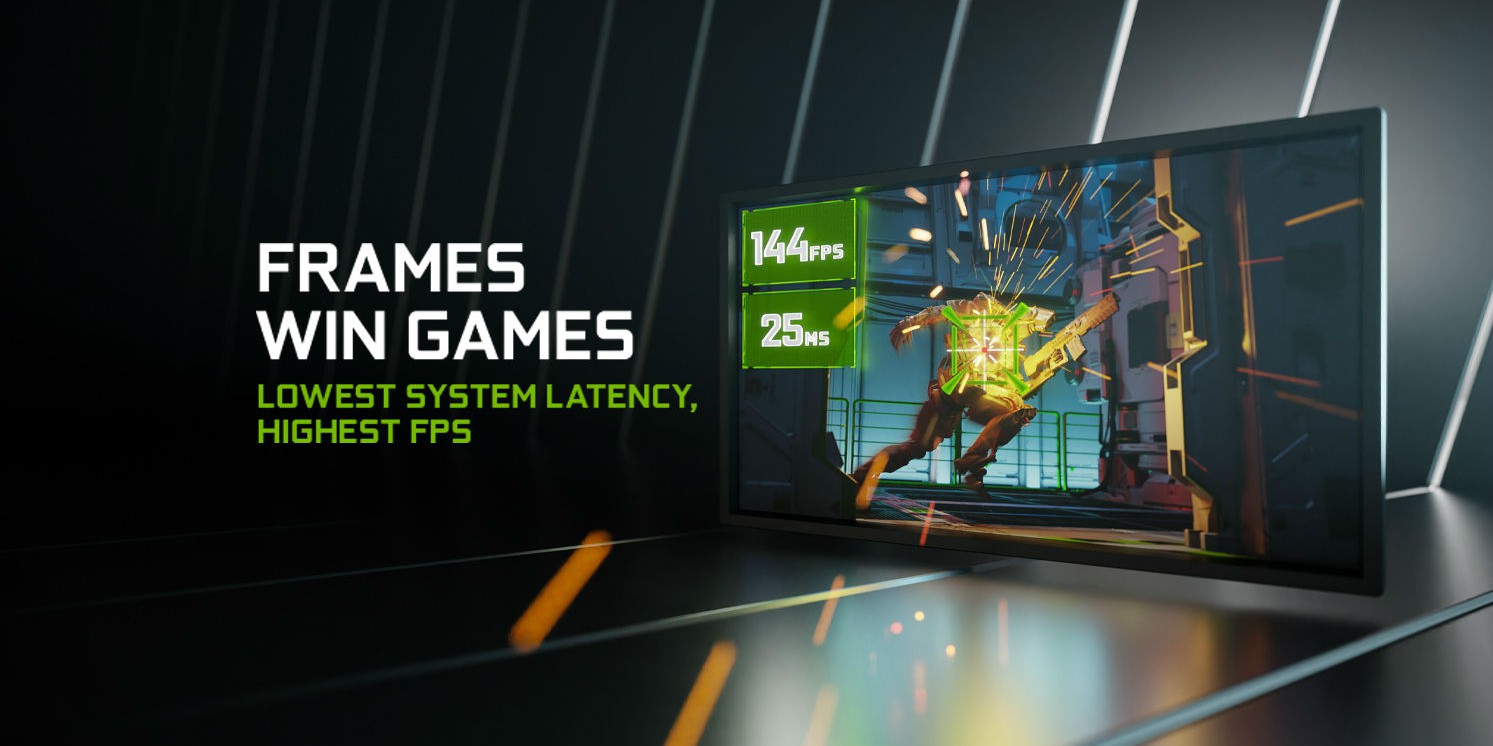 FRAMES
WIN GAMES
LOWEST SYSTEM LATENCY,
HIGHEST FPS
144FPS
25MS